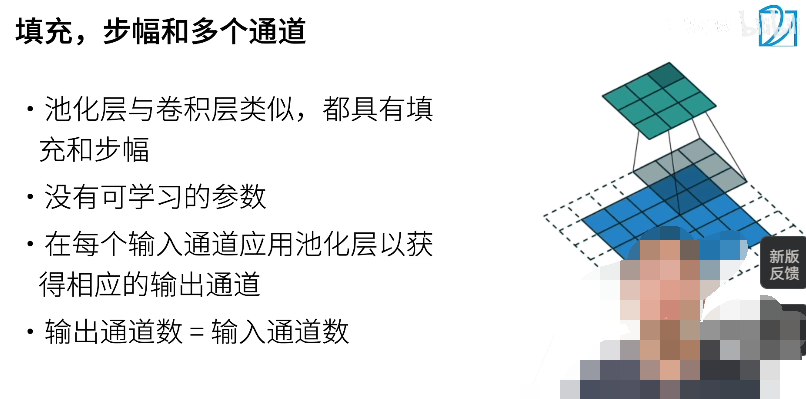 填充，步幅和多个通道
• 池化层与卷积层类似，都具有填
充和步幅
• 没有可学习的参数
• 在每个输入通道应用池化层以获
得相应的输出通道
• 输出通道数 = 输入通道数
新版
反馈